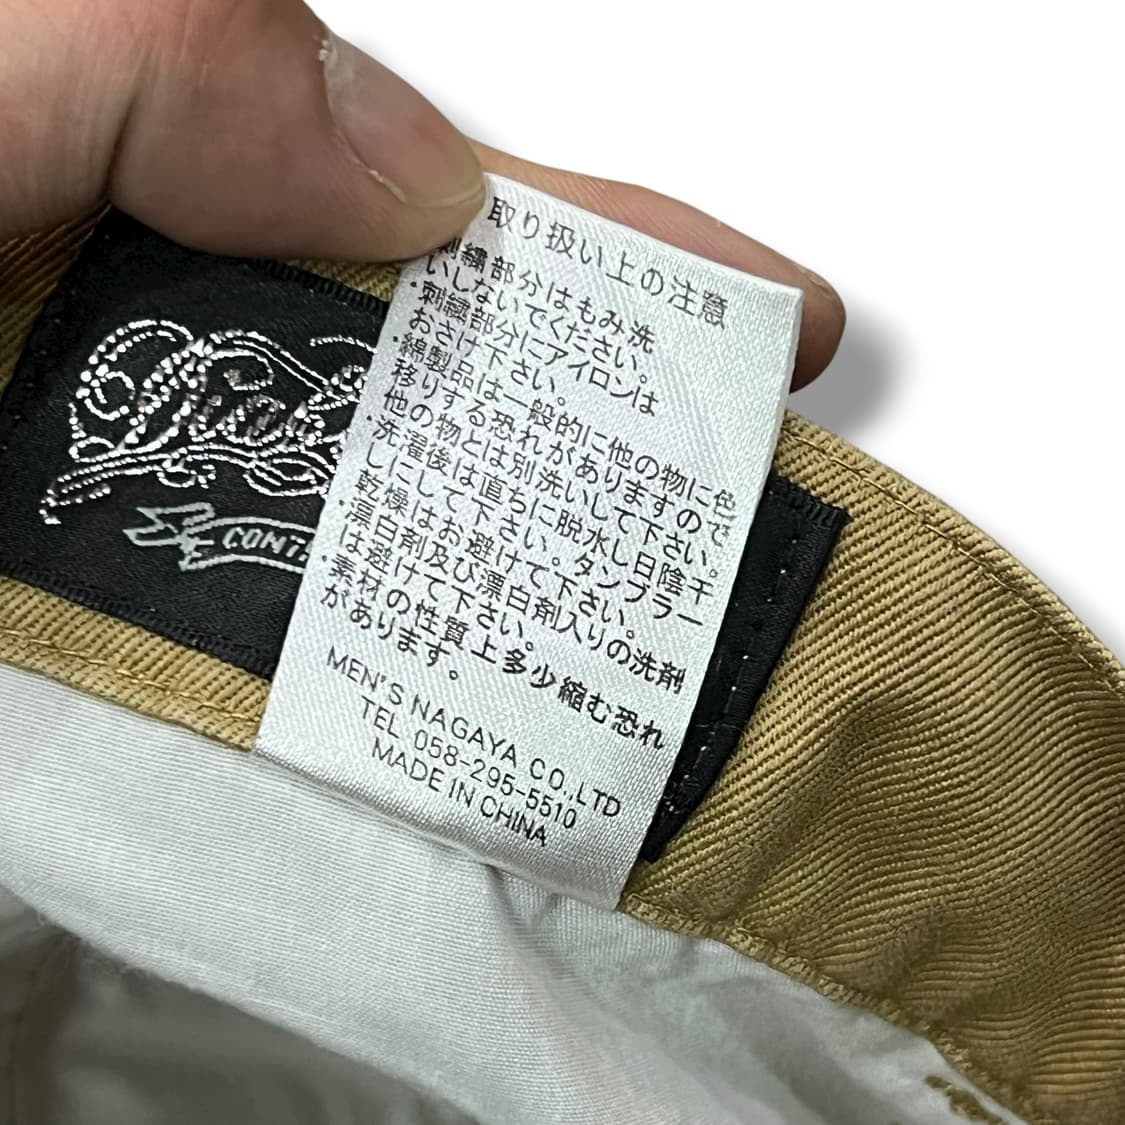 取り扱い上の注意
刺繍部分はもみ洗
いしないでください。
・刺繍部分にアイロンは
おさけ下さい。
・綿製品は一般的に他の物に色
移りする恐れがありますので
他の物とは別洗いして下さい。
・洗濯後は直ちに脱水し日陰干
しにして下さい。タンブラー
乾燥はお避けて下さい。
・漂白剤及び漂白剤入りの洗剤
は避けて下さい。
・素材の性質上多少縮む恐れ
があります。
MEN'S NAGAYA CO.,LTD
TEL 058-295-5510
MADE IN CHINA